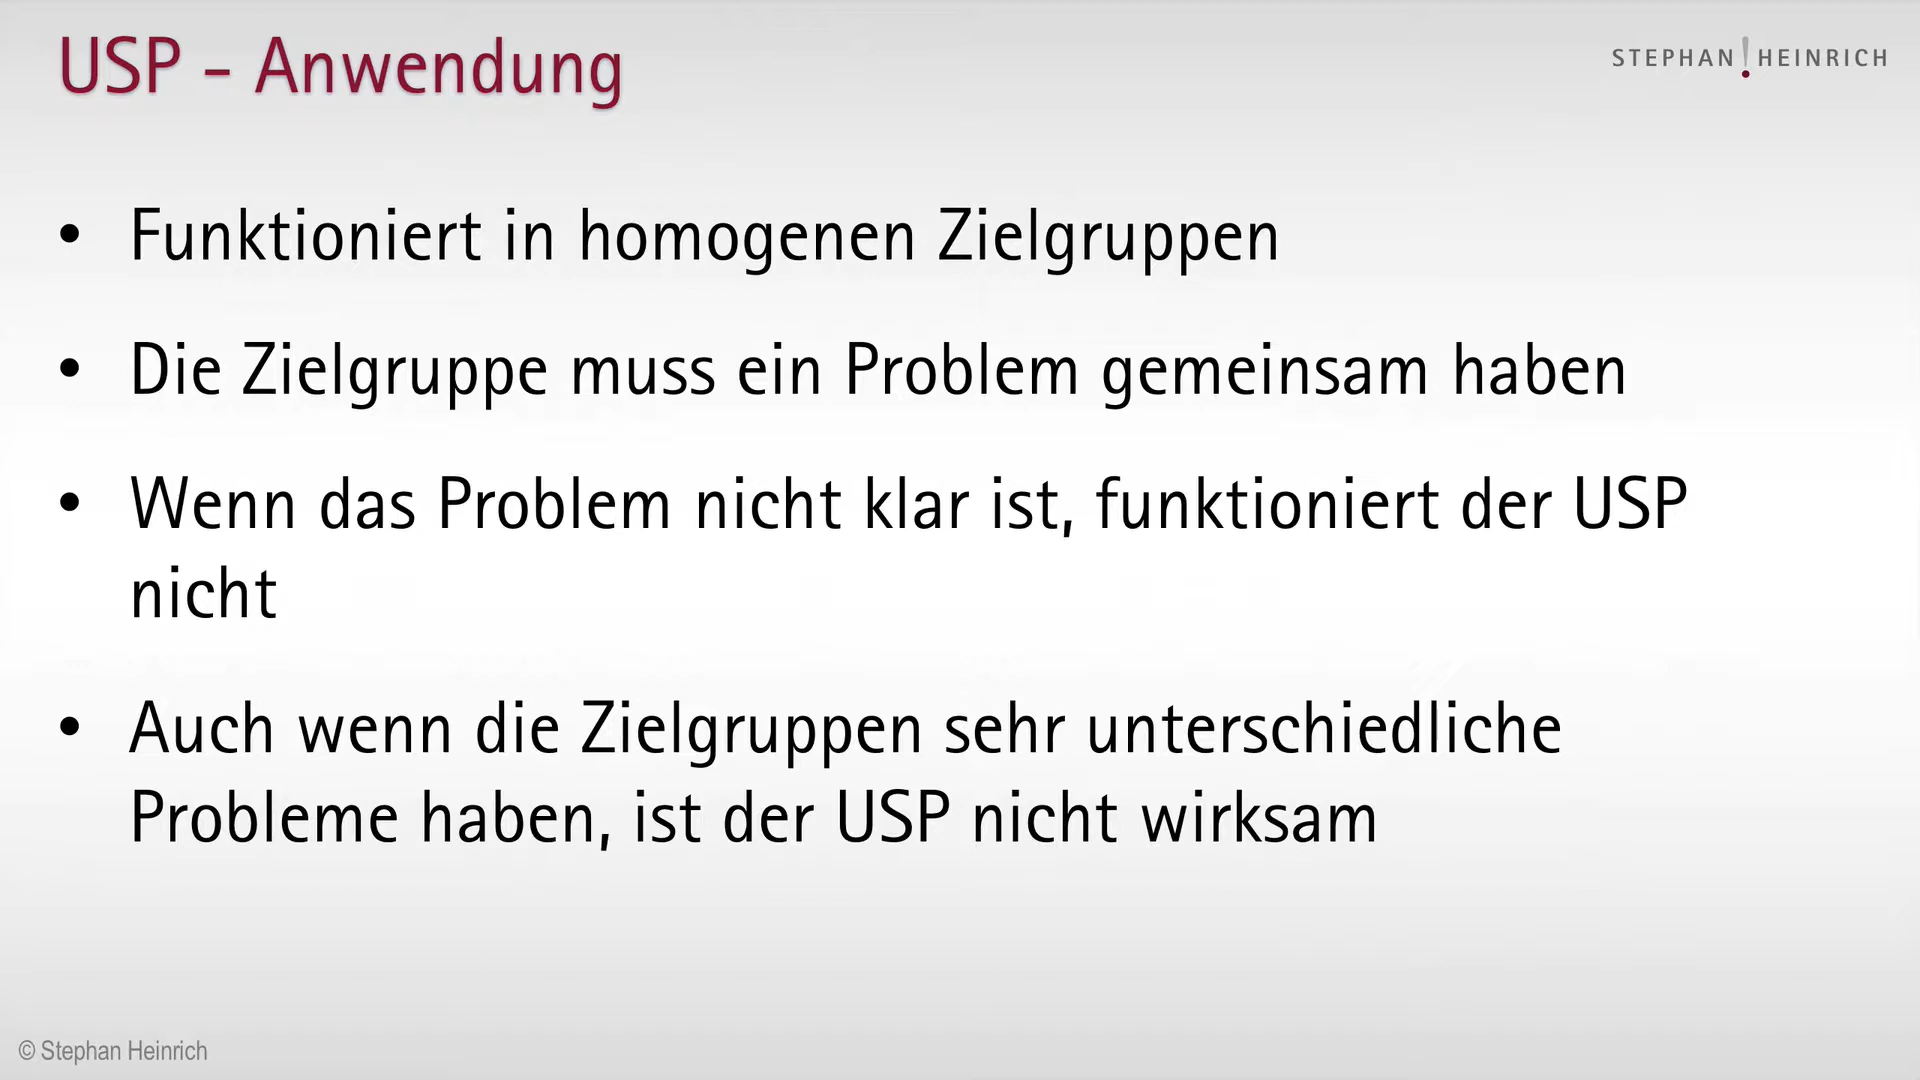 USP - Anwendung
STEPHAN!HEINRICH
• Funktioniert in homogenen Zielgruppen
• Die Zielgruppe muss ein Problem gemeinsam haben
• Wenn das Problem nicht klar ist, funktioniert der USP
nicht
• Auch wenn die Zielgruppen sehr unterschiedliche
Probleme haben, ist der USP nicht wirksam
© Stephan Heinrich